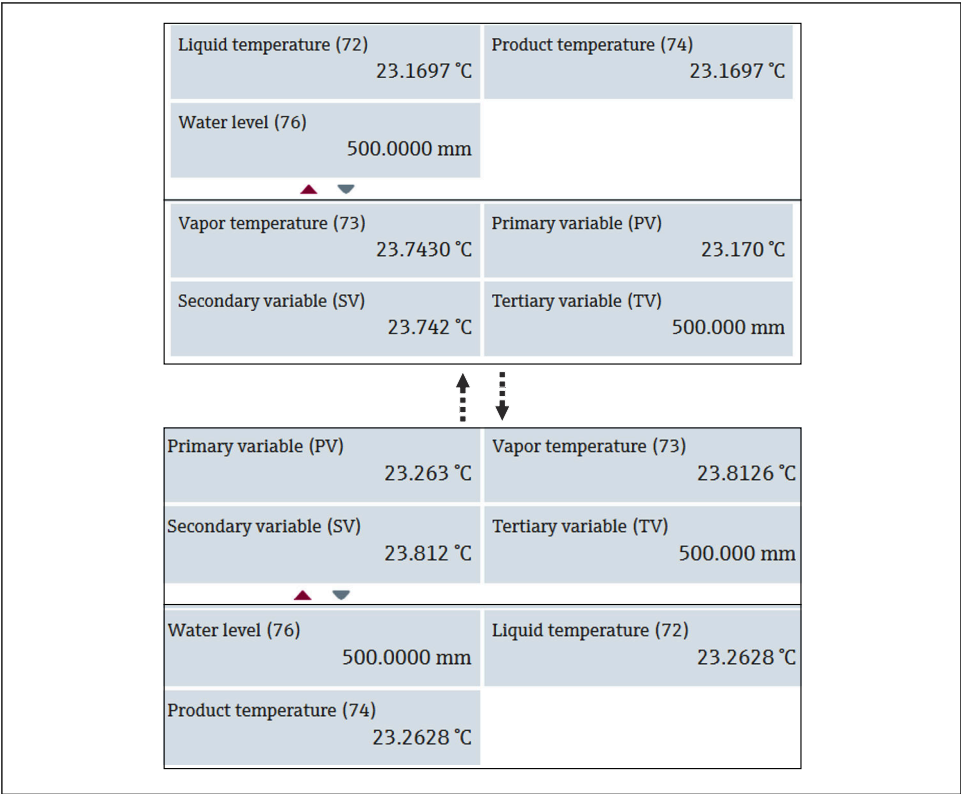 Liquid temperature (72)
23.1697 °C
Product temperature (74)
23.1697 °C
Water level (76)
500.0000 mm
Vapor temperature (73)
23.7430 °C
Primary variable (PV)
23.170 °C
Secondary variable (SV)
23.742 °C
Tertiary variable (TV)
500.000 mm
Primary variable (PV)
23.263 °C
Vapor temperature (73)
23.8126 °C
Secondary variable (SV)
23.812 °C
Tertiary variable (TV)
500.000 mm
Water level (76)
500.0000 mm
Liquid temperature (72)
23.2628 °C
Product temperature (74)
23.2628 °C